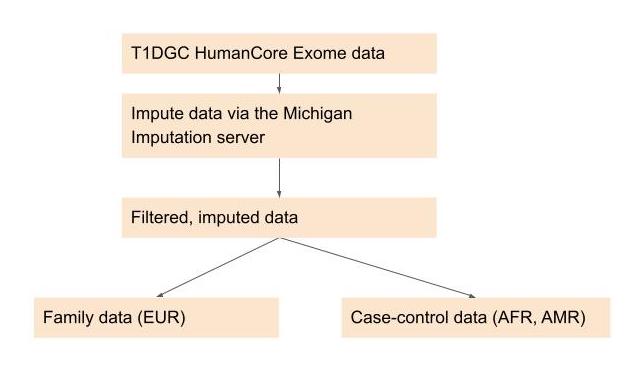 T1DGC HumanCore Exome data
Impute data via the Michigan
Imputation server
Filtered, imputed data
Family data (EUR)
Case-control data (AFR, AMR)